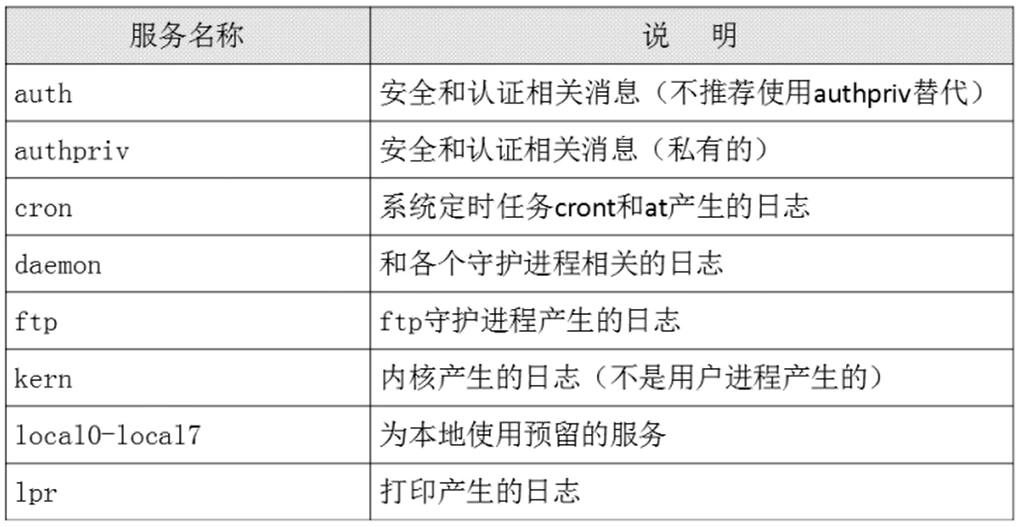 服务名称 说 明
auth 安全和认证相关消息（不推荐使用authpriv替代）
authpriv 安全和认证相关消息（私有的）
cron 系统定时任务cront和at产生的日志
daemon 和各个守护进程相关的日志
ftp ftp守护进程产生的日志
kern 内核产生的日志（不是用户进程产生的）
local0-local7 为本地使用预留的服务
lpr 打印产生的日志